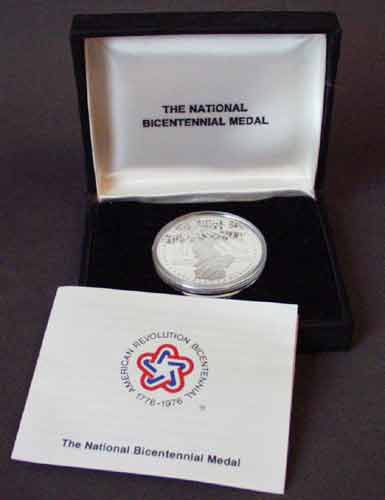 THE NATIONAL
BICENTENNIAL MEDAL
AMERICAN REVOLUTION BICENTENNIAL
1776-1976
The National Bicentennial Medal